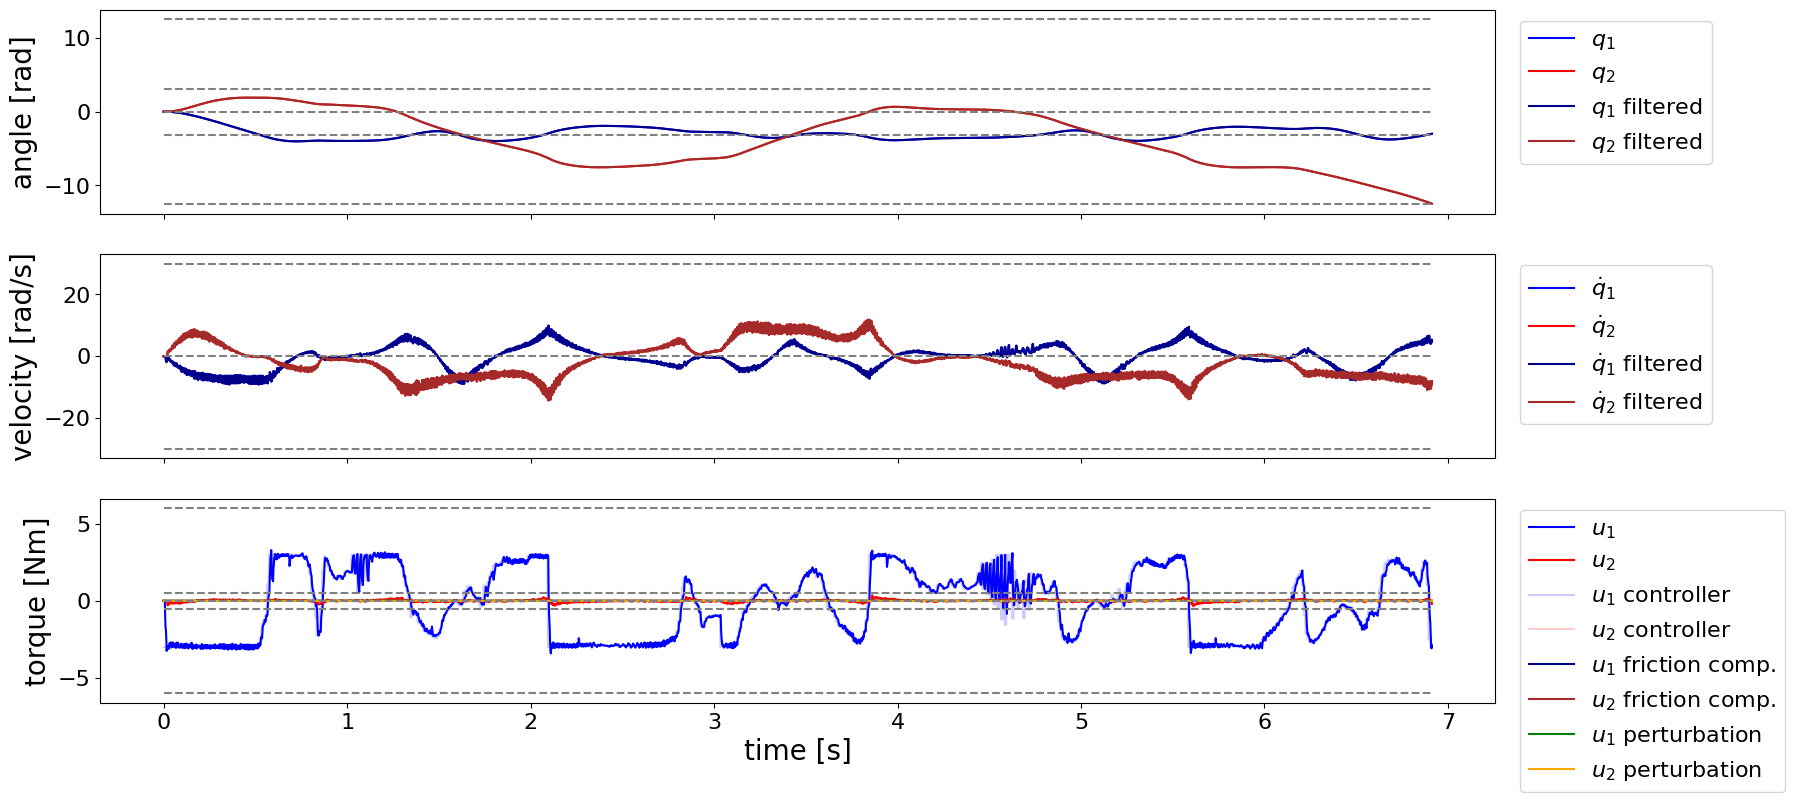 angle [rad]
10
0
−10
q₁
q₂
q₁ filtered
q₂ filtered
velocity [rad/s]
20
0
−20
q̇₁
q̇₂
q̇₁ filtered
q̇₂ filtered
torque [Nm]
5
0
−5
0 1 2 3 4 5 6 7
time [s]
u₁
u₂
u₁ controller
u₂ controller
u₁ friction comp.
u₂ friction comp.
u₁ perturbation
u₂ perturbation